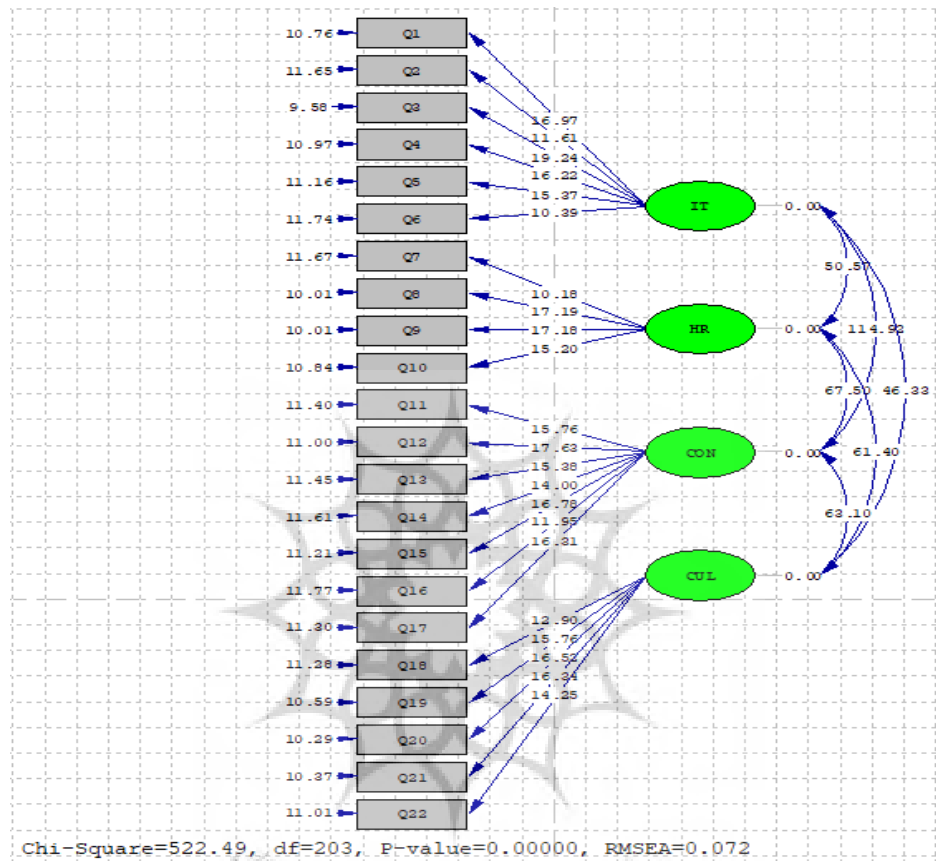 10.76 Q1
11.65 Q2
9.58 Q3
10.97 Q4
11.16 Q5
11.74 Q6
11.67 Q7
10.01 Q8
10.01 Q9
10.84 Q10
11.40 Q11
11.00 Q12
11.45 Q13
11.61 Q14
11.21 Q15
11.77 Q16
11.30 Q17
11.38 Q18
10.59 Q19
10.29 Q20
10.37 Q21
11.01 Q22
16.97
11.61
19.24
16.22
15.37
10.39
10.18
17.19
17.18
15.20
15.76
17.63
15.38
14.00
16.78
11.95
16.31
12.90
15.76
16.52
16.34
14.25
IT 0.00
HR 0.00
CON 0.00
CUL 0.00
50.57
114.92
67.50 46.33
61.40
63.10
Chi-Square=522.49, df=203, P-value=0.00000, RMSEA=0.072